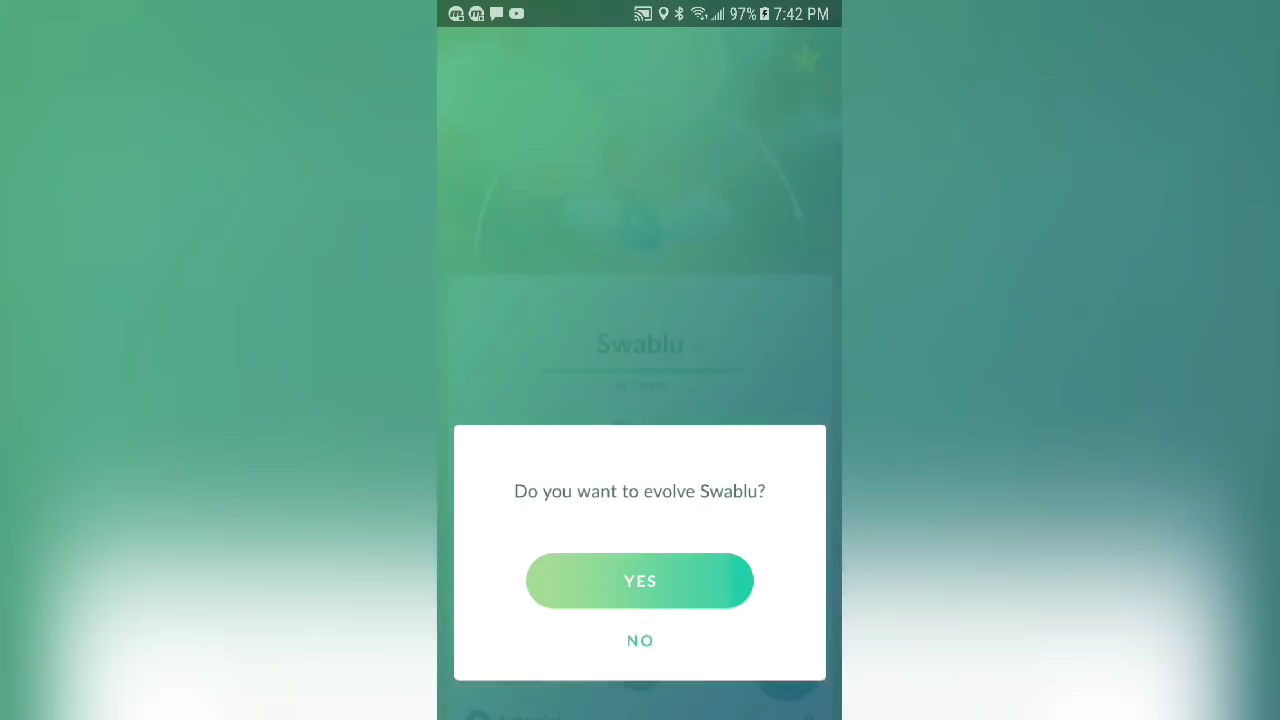 97% 7:42 PM
Swablu
Do you want to evolve Swablu?
YES
NO